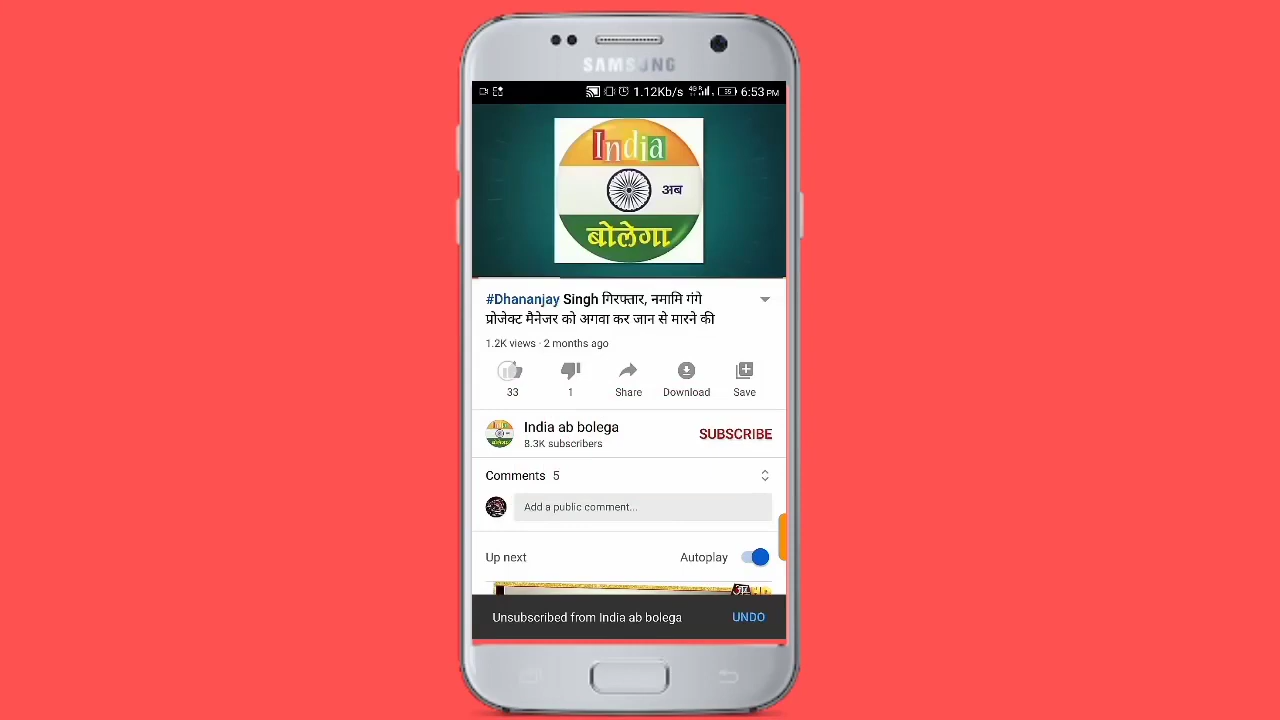 SAMSUNG
1.12Kb/s 6:53 PM
India
अब
बोलेगा
#Dhananjay Singh गिरफ्तार, नमामि गंगे
प्रोजेक्ट मैनेजर को अगवा कर जान से मारने की
1.2K views · 2 months ago
33 1 Share Download Save
India ab bolega
8.3K subscribers
SUBSCRIBE
Comments 5
Add a public comment...
Up next Autoplay
Unsubscribed from India ab bolega UNDO